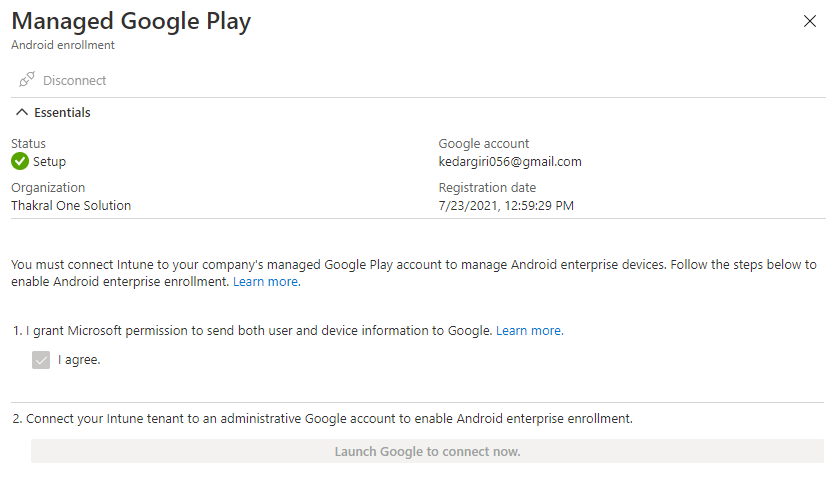 Managed Google Play
Android enrollment
Disconnect
Essentials
Status
Setup
Google account
kedargiri056@gmail.com
Organization
Thakral One Solution
Registration date
7/23/2021, 12:59:29 PM
You must connect Intune to your company's managed Google Play account to manage Android enterprise devices. Follow the steps below to
enable Android enterprise enrollment. Learn more.
1. I grant Microsoft permission to send both user and device information to Google. Learn more.
I agree.
2. Connect your Intune tenant to an administrative Google account to enable Android enterprise enrollment.
Launch Google to connect now.